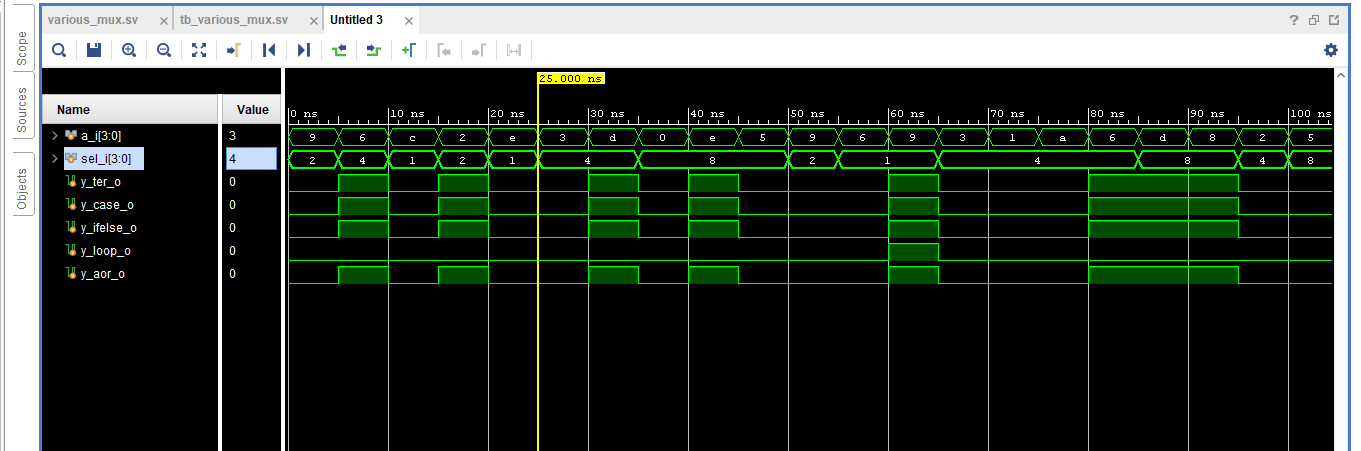 various_mux.sv
tb_various_mux.sv
Untitled 3
Scope
Sources
Objects
25.000 ns
Name Value
0 ns 10 ns 20 ns 30 ns 40 ns 50 ns 60 ns 70 ns 80 ns 90 ns 100 ns
a_i[3:0] 3 9 6 c 2 e 3 d 0 e 5 9 6 9 3 1 a 6 d 8 2 5
sel_i[3:0] 4 2 4 1 2 1 4 8 2 1 4 8 4 8
y_ter_o 0
y_case_o 0
y_ifelse_o 0
y_loop_o 0
y_aor_o 0